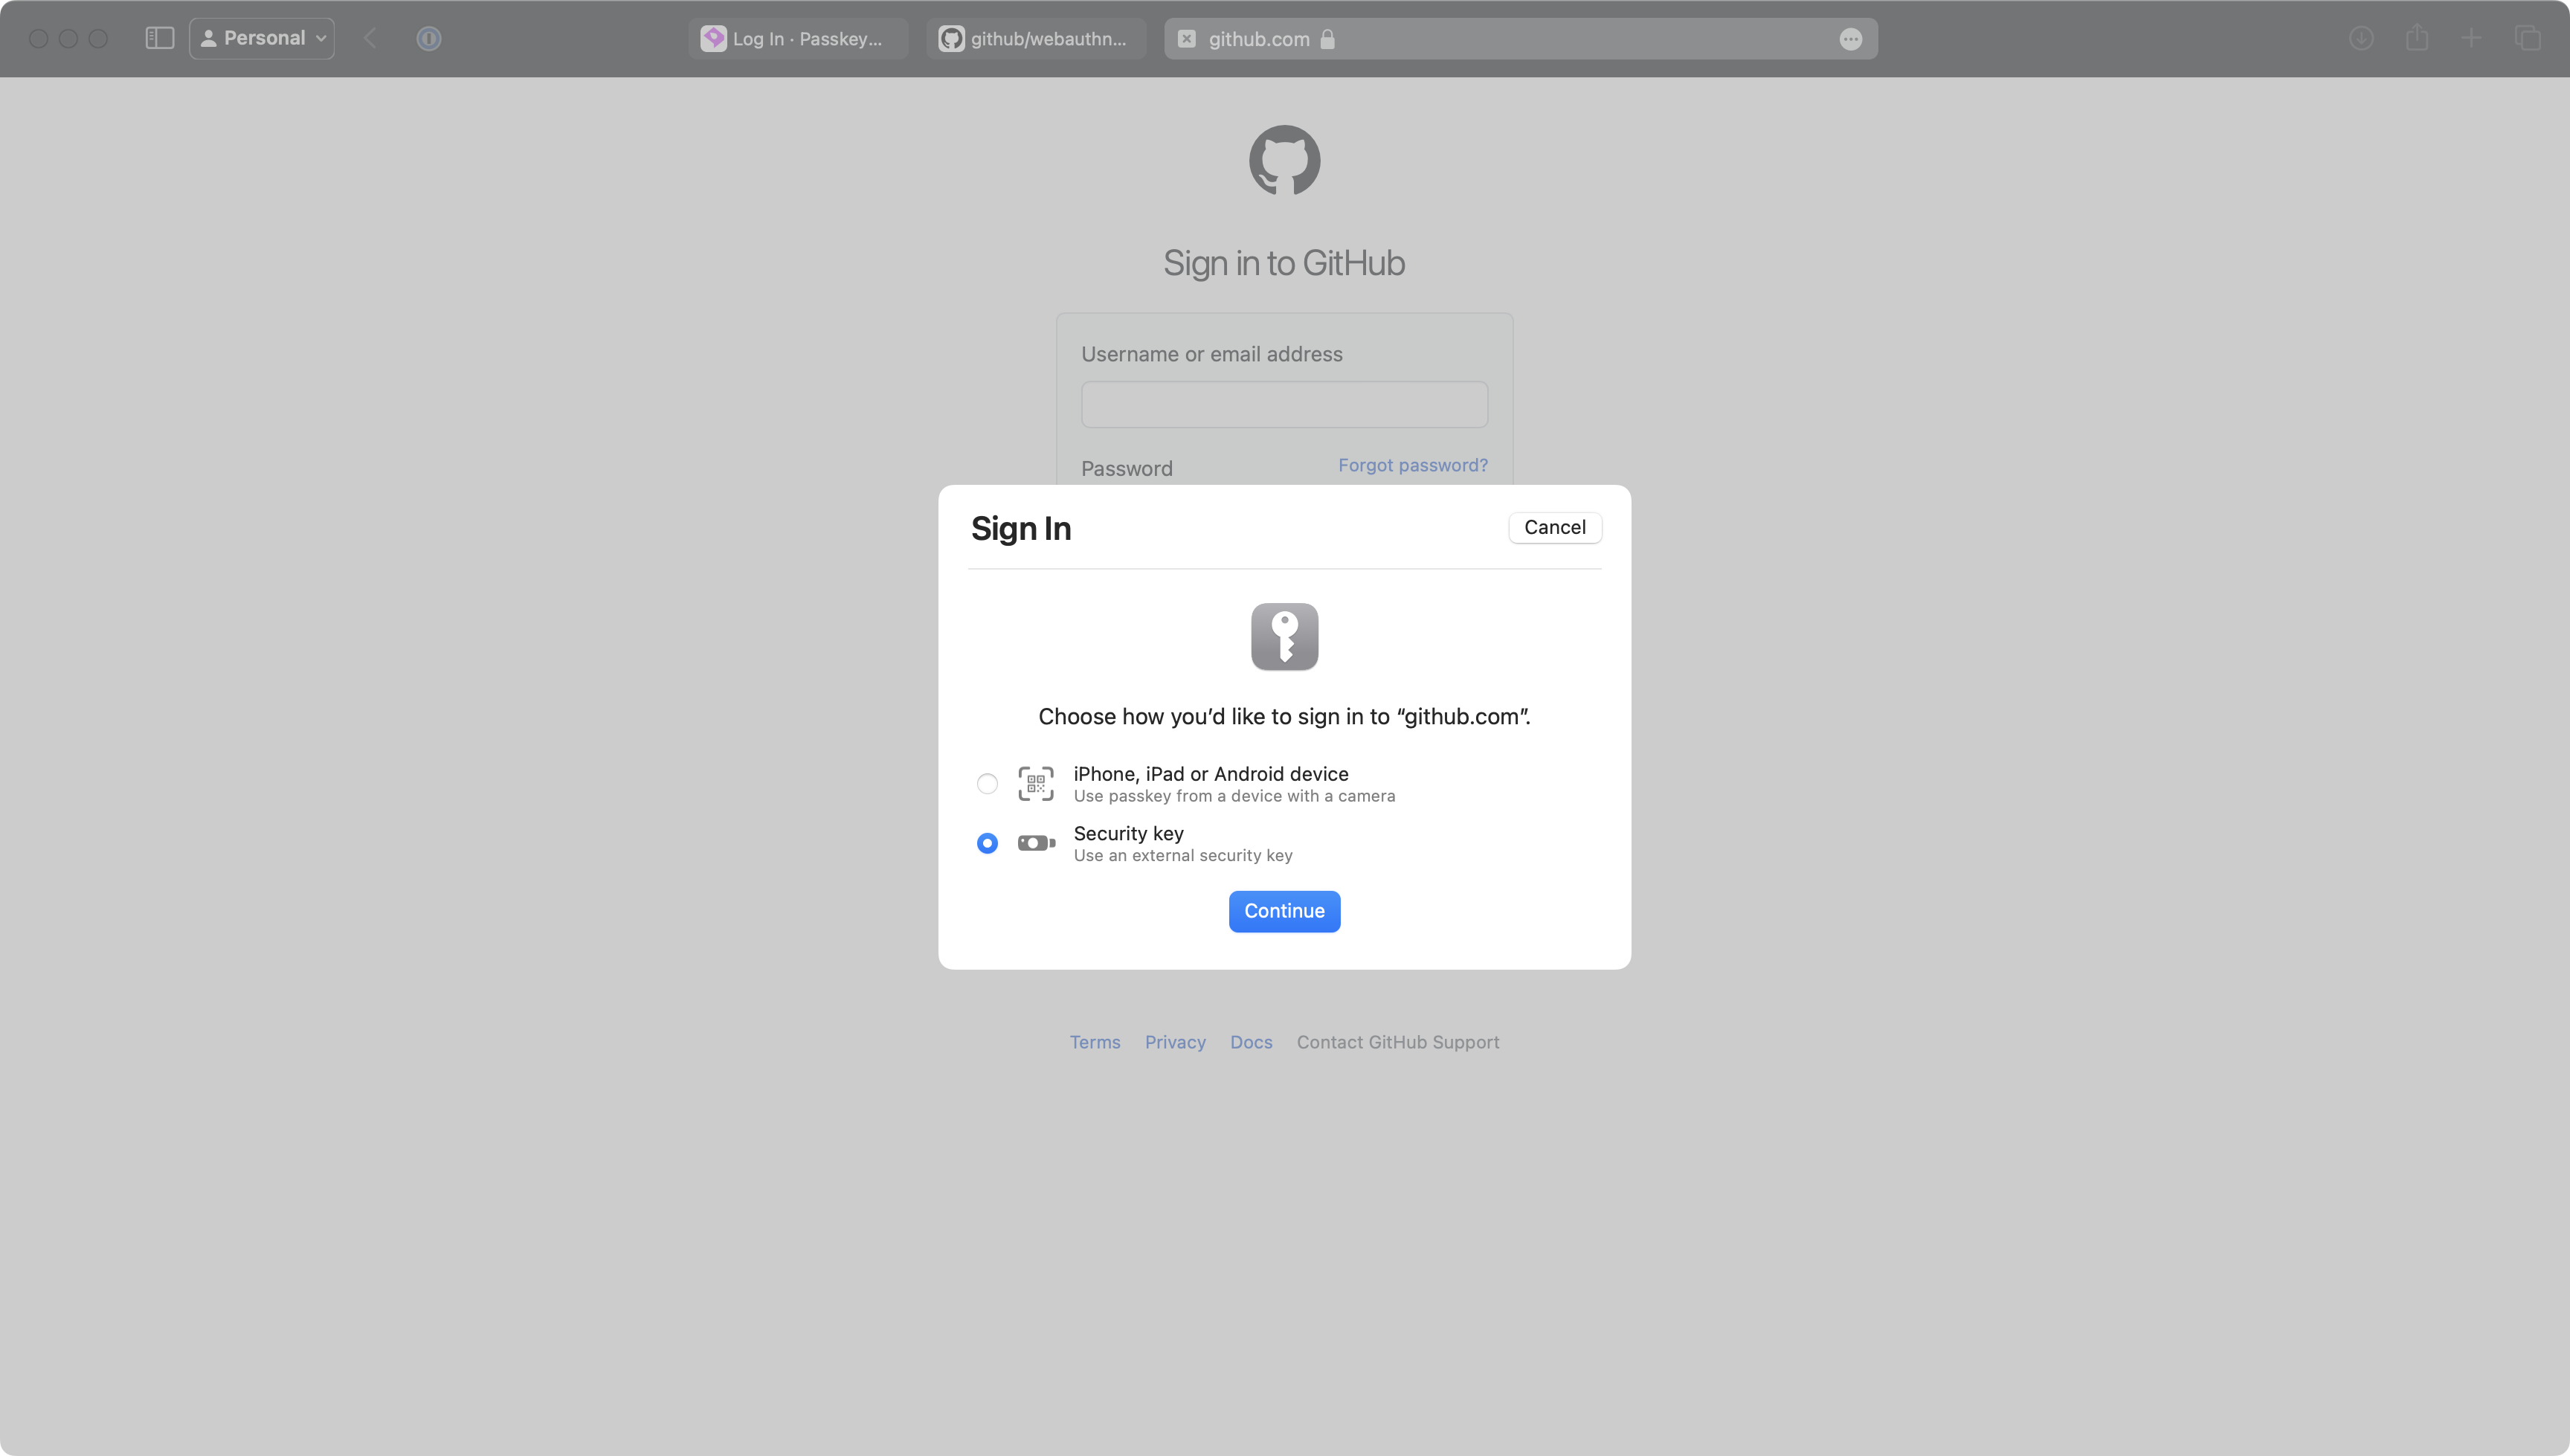 Personal
Log In · Passkey...
github/webauthn...
github.com
Sign in to GitHub
Username or email address
Password
Forgot password?
Sign In
Cancel
Choose how you’d like to sign in to “github.com”.
iPhone, iPad or Android device
Use passkey from a device with a camera
Security key
Use an external security key
Continue
Terms
Privacy
Docs
Contact GitHub Support